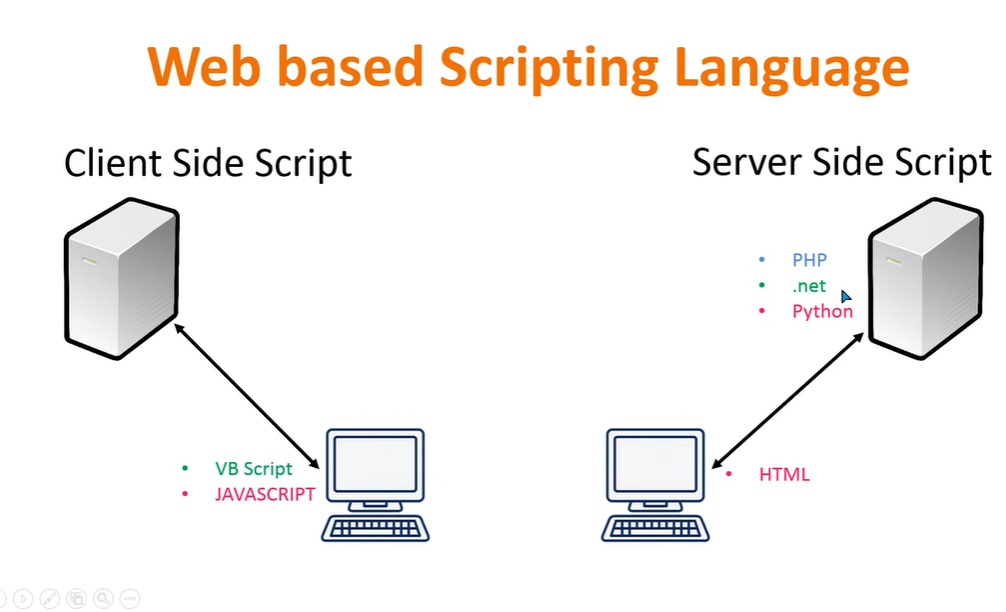 Web based Scripting Language
Client Side Script
Server Side Script
PHP
.net
Python
VB Script
JAVASCRIPT
HTML